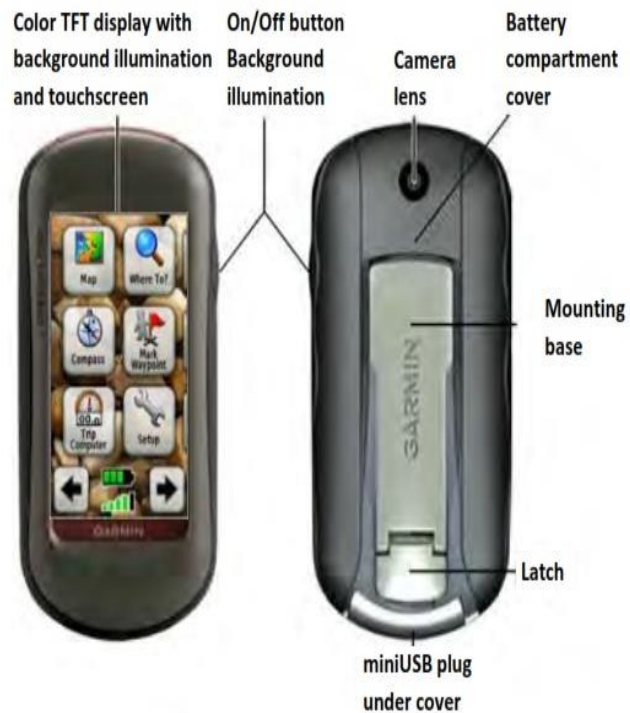 Color TFT display with
background illumination
and touchscreen
On/Off button
Background
illumination
Camera
lens
Battery
compartment
cover
Map
Where To?
Compass
Mark
Waypoint
Trip
Computer
Setup
GARMIN
GARMIN
Mounting
base
Latch
miniUSB plug
under cover